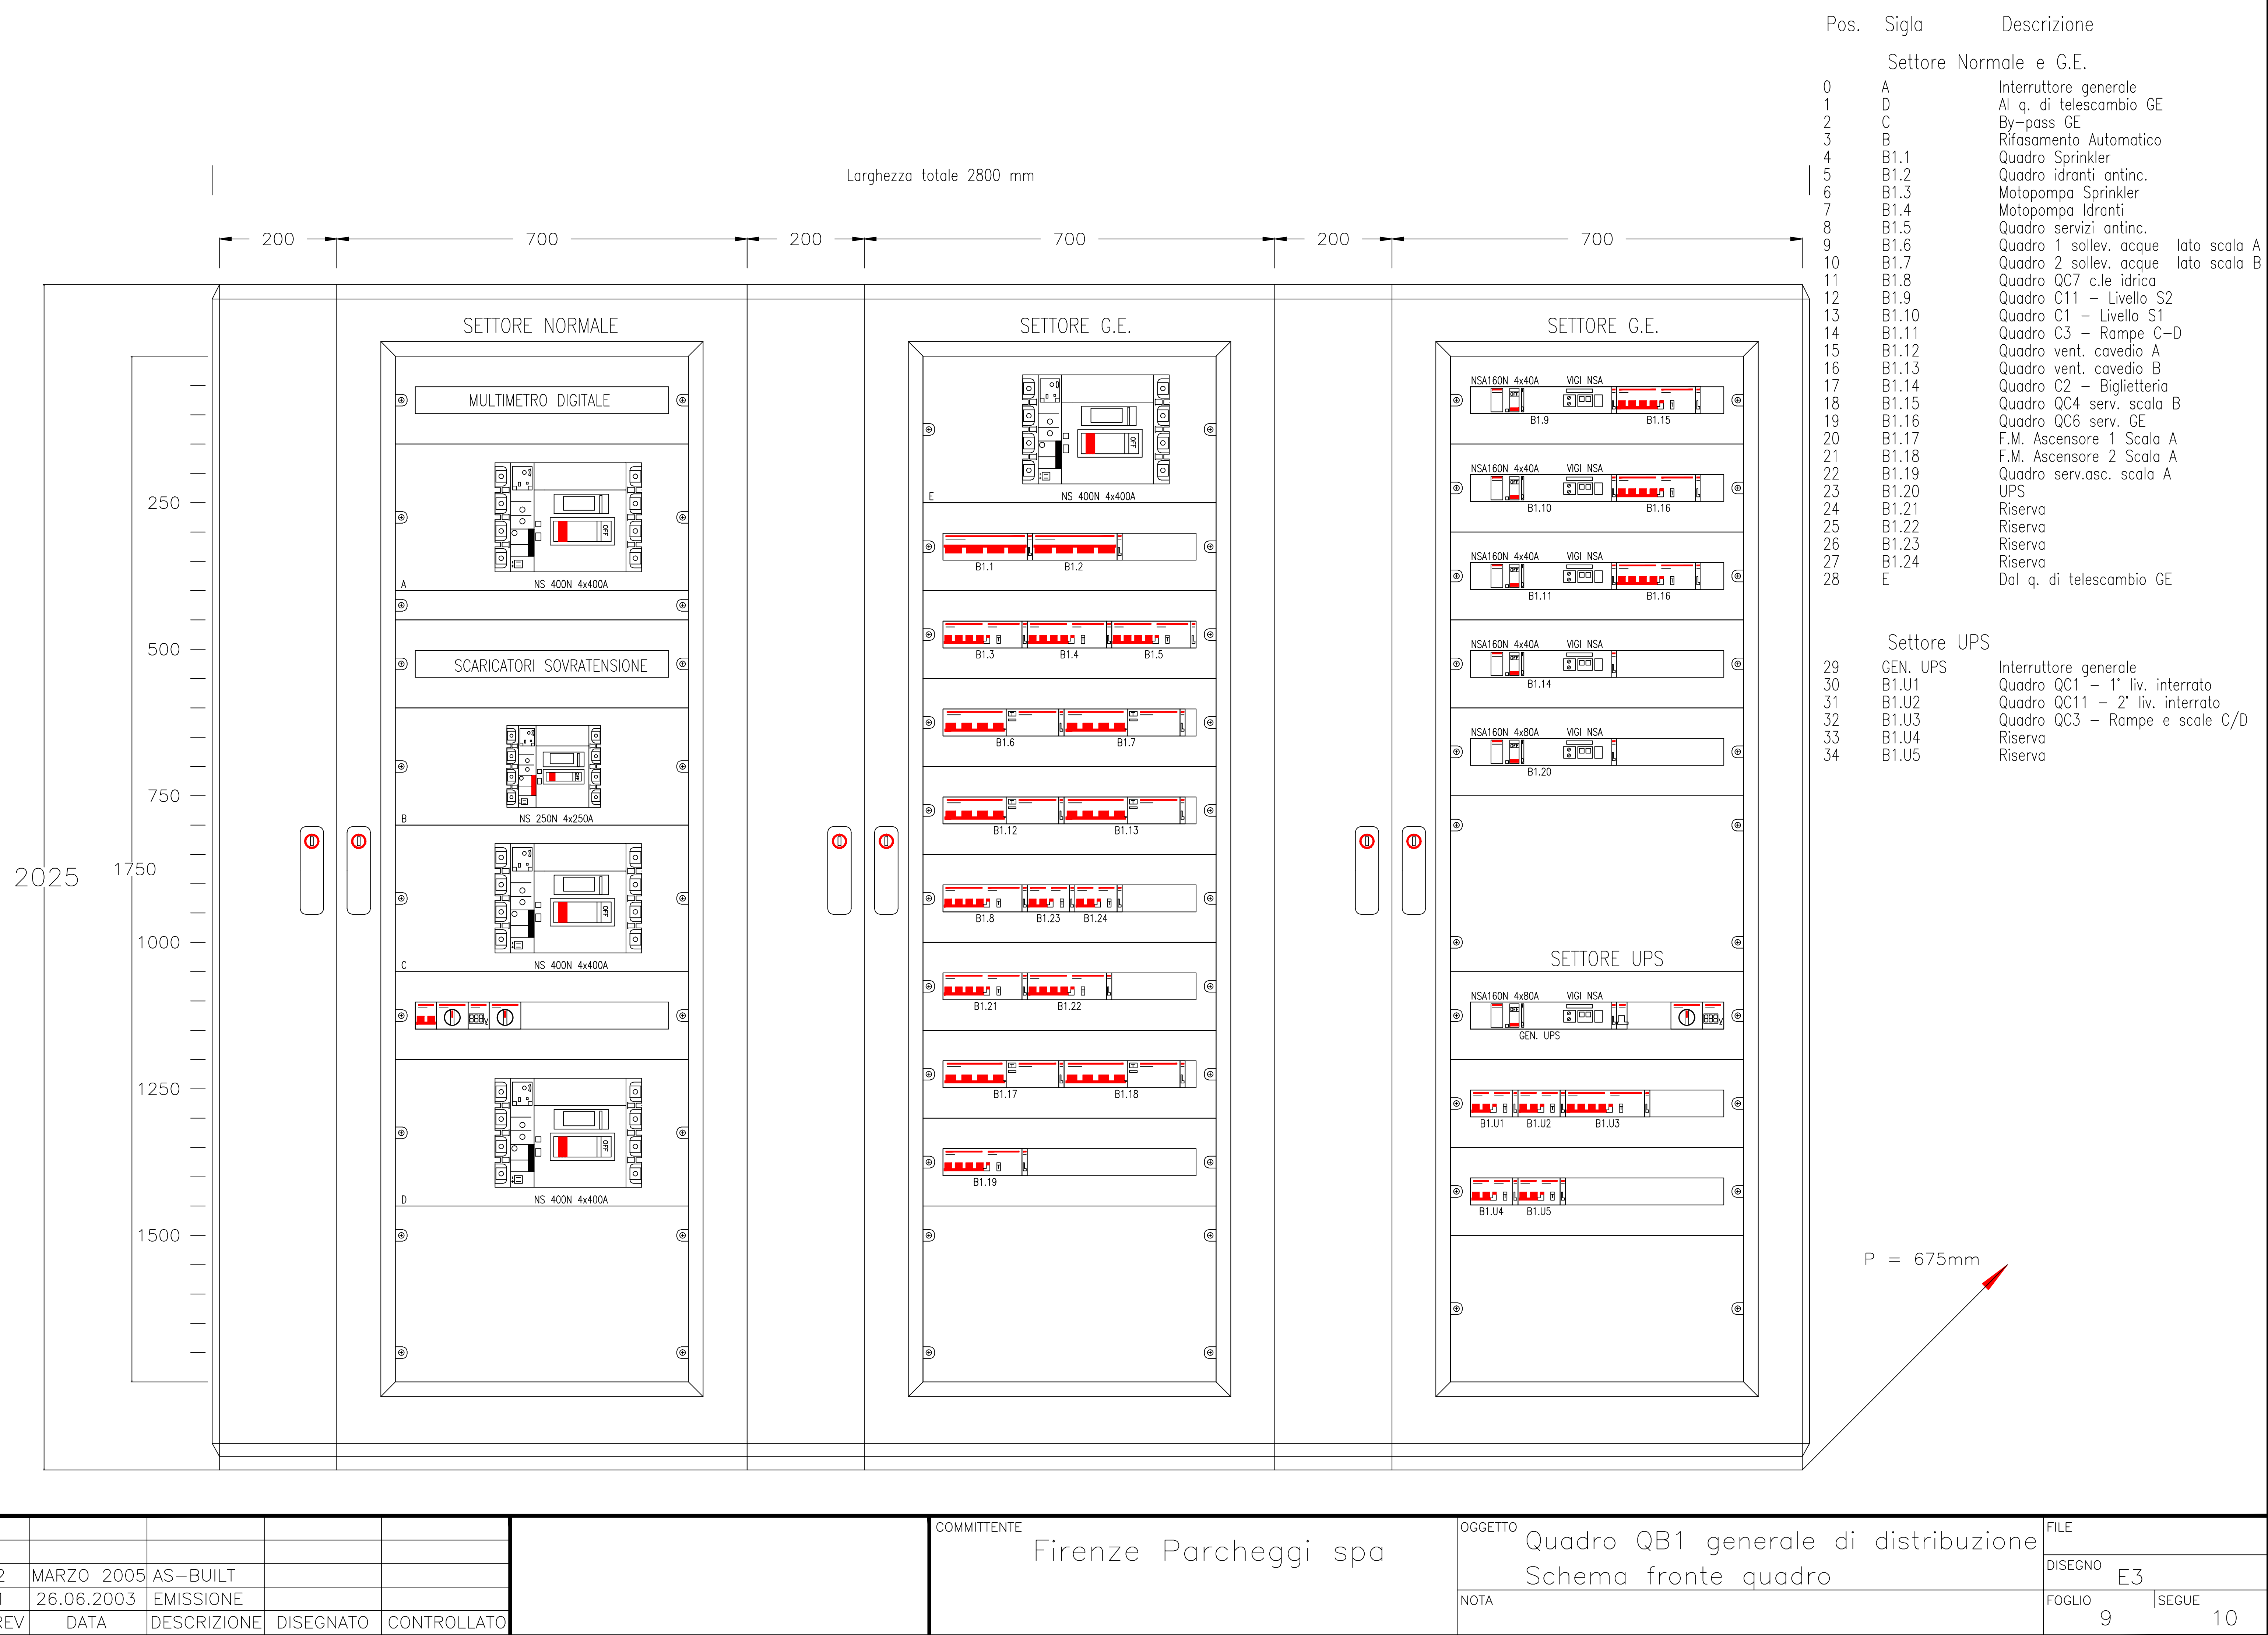 Pos. Sigla Descrizione
Settore Normale e G.E.
0 A Interruttore generale
1 D Al q. di telescambio GE
2 C By-pass GE
3 B Rifasamento Automatico
4 B1.1 Quadro Sprinkler
5 B1.2 Quadro idranti antinc.
6 B1.3 Motopompa Sprinkler
7 B1.4 Motopompa Idranti
8 B1.5 Quadro servizi antinc.
9 B1.6 Quadro 1 sollev. acque lato scala A
10 B1.7 Quadro 2 sollev. acque lato scala B
11 B1.8 Quadro QC7 c.le idrica
12 B1.9 Quadro C11 - Livello S2
13 B1.10 Quadro C1 - Livello S1
14 B1.11 Quadro C3 - Rampe C-D
15 B1.12 Quadro vent. cavedio A
16 B1.13 Quadro vent. cavedio B
17 B1.14 Quadro C2 - Biglietteria
18 B1.15 Quadro QC4 serv. scala B
19 B1.16 Quadro QC6 serv. GE
20 B1.17 F.M. Ascensore 1 Scala A
21 B1.18 F.M. Ascensore 2 Scala A
22 B1.19 Quadro serv.asc. scala A
23 B1.20 UPS
24 B1.21 Riserva
25 B1.22 Riserva
26 B1.23 Riserva
27 B1.24 Riserva
28 E Dal q. di telescambio GE
Settore UPS
29 GEN. UPS Interruttore generale
30 B1.U1 Quadro QC1 - 1° liv. interrato
31 B1.U2 Quadro QC11 - 2° liv. interrato
32 B1.U3 Quadro QC3 - Rampe e scale C/D
33 B1.U4 Riserva
34 B1.U5 Riserva
Larghezza totale 2800 mm
200 700 200 700 200 700
2025
1750
250
500
750
1000
1250
1500
SETTORE NORMALE
MULTIMETRO DIGITALE
OFF
A NS 400N 4x400A
SCARICATORI SOVRATENSIONE
B NS 250N 4x250A
OFF
C NS 400N 4x400A
OFF
D NS 400N 4x400A
SETTORE G.E.
OFF
E NS 400N 4x400A
B1.1 B1.2
B1.3 B1.4 B1.5
B1.6 B1.7
B1.12 B1.13
B1.8 B1.23 B1.24
B1.21 B1.22
B1.17 B1.18
B1.19
SETTORE G.E.
NSA160N 4x40A VIGI NSA
B1.9 B1.15
NSA160N 4x40A VIGI NSA
B1.10 B1.16
NSA160N 4x40A VIGI NSA
B1.11 B1.16
NSA160N 4x40A VIGI NSA
B1.14
NSA160N 4x80A VIGI NSA
B1.20
SETTORE UPS
NSA160N 4x80A VIGI NSA
GEN. UPS
B1.U1 B1.U2 B1.U3
B1.U4 B1.U5
P = 675mm
2 MARZO 2005 AS-BUILT
1 26.06.2003 EMISSIONE
REV DATA DESCRIZIONE DISEGNATO CONTROLLATO
COMMITTENTE
Firenze Parcheggi spa
OGGETTO
Quadro QB1 generale di distribuzione
Schema fronte quadro
NOTA
FILE
DISEGNO
E3
FOGLIO
9
SEGUE
10